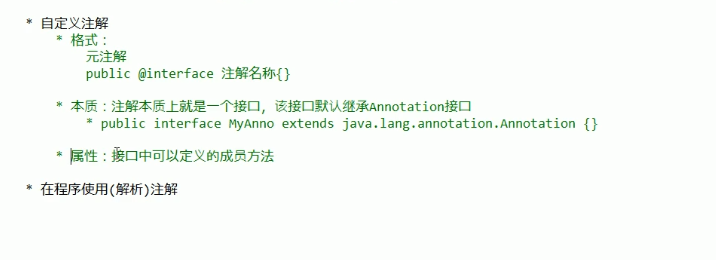 * 自定义注解
* 格式：
元注解
public @interface 注解名称{}
* 本质：注解本质上就是一个接口，该接口默认继承Annotation接口
* public interface MyAnno extends java.lang.annotation.Annotation {}
* 属性：接口中可以定义的成员方法
* 在程序使用(解析)注解